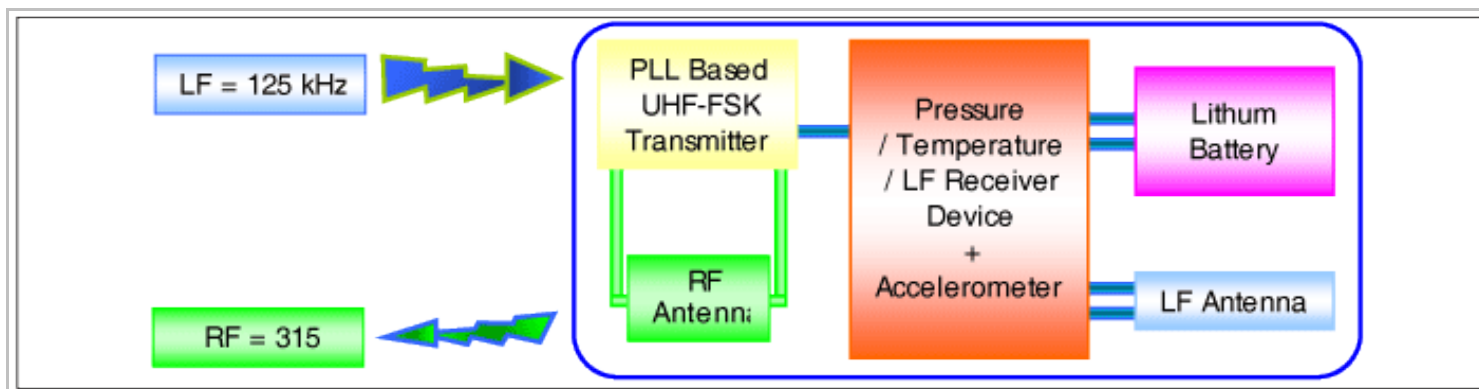 LF = 125 kHz
PLL Based
UHF-FSK
Transmitter
Pressure
/ Temperature
/ LF Receiver
Device
+
Accelerometer
Lithum
Battery
RF
Antenna
LF Antenna
RF = 315